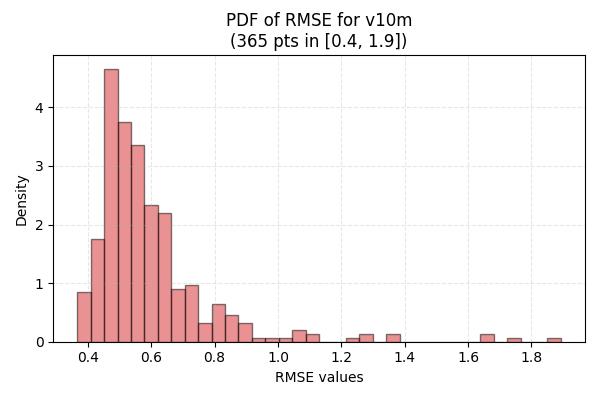 PDF of RMSE for v10m
(365 pts in [0.4, 1.9])
Density
4
3
2
1
0
0.4 0.6 0.8 1.0 1.2 1.4 1.6 1.8
RMSE values